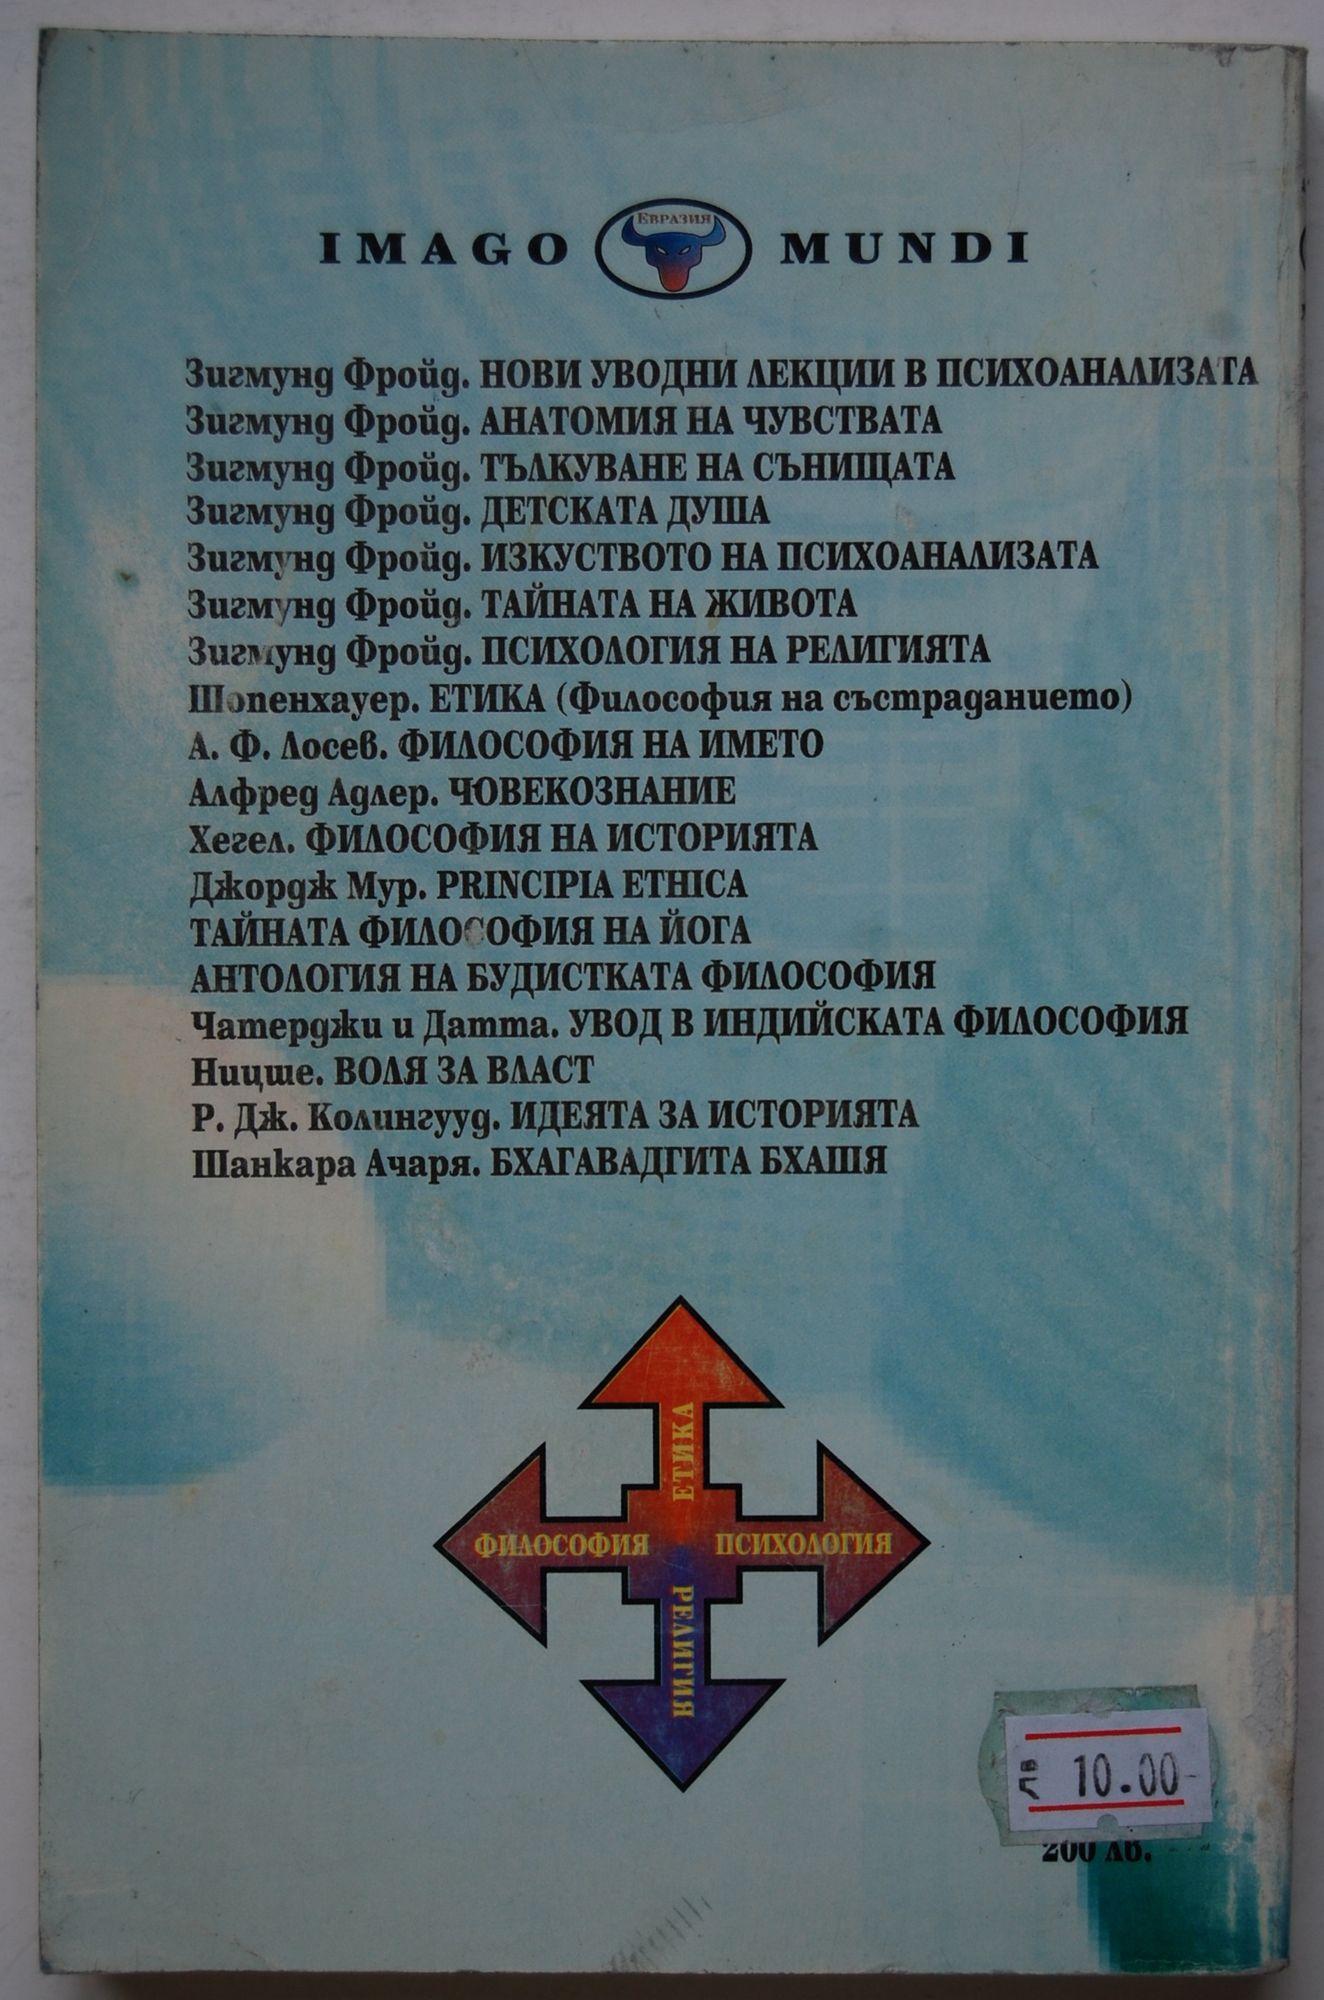 IMAGO ЕВРАЗИЯ MUNDI
Зигмунд Фройд. НОВИ УВОДНИ ЛЕКЦИИ В ПСИХОАНАЛИЗАТА
Зигмунд Фройд. АНАТОМИЯ НА ЧУВСТВАТА
Зигмунд Фройд. ТЪЛКУВАНЕ НА СЪНИЩАТА
Зигмунд Фройд. ДЕТСКАТА ДУША
Зигмунд Фройд. ИЗКУСТВОТО НА ПСИХОАНАЛИЗАТА
Зигмунд Фройд. ТАЙНАТА НА ЖИВОТА
Зигмунд Фройд. ПСИХОЛОГИЯ НА РЕЛИГИЯТА
Шопенхауер. ЕТИКА (Философия на състраданието)
А. Ф. Лосев. ФИЛОСОФИЯ НА ИМЕТО
Алфред Адлер. ЧОВЕКОЗНАНИЕ
Хегел. ФИЛОСОФИЯ НА ИСТОРИЯТА
Джордж Мур. PRINCIPIA ETHICA
ТАЙНАТА ФИЛОСОФИЯ НА ЙОГА
АНТОЛОГИЯ НА БУДИСТКАТА ФИЛОСОФИЯ
Чатерджи и Датта. УВОД В ИНДИЙСКАТА ФИЛОСОФИЯ
Ницше. ВОЛЯ ЗА ВЛАСТ
Р. Дж. Колингууд. ИДЕЯТА ЗА ИСТОРИЯТА
Шанкара Ачаря. БХАГАВАДГИТА БХАШЯ
ЕТИКА
ФИЛОСОФИЯ ПСИХОЛОГИЯ
РЕЛИГИЯ
ЛВ 10.00
200 лв.